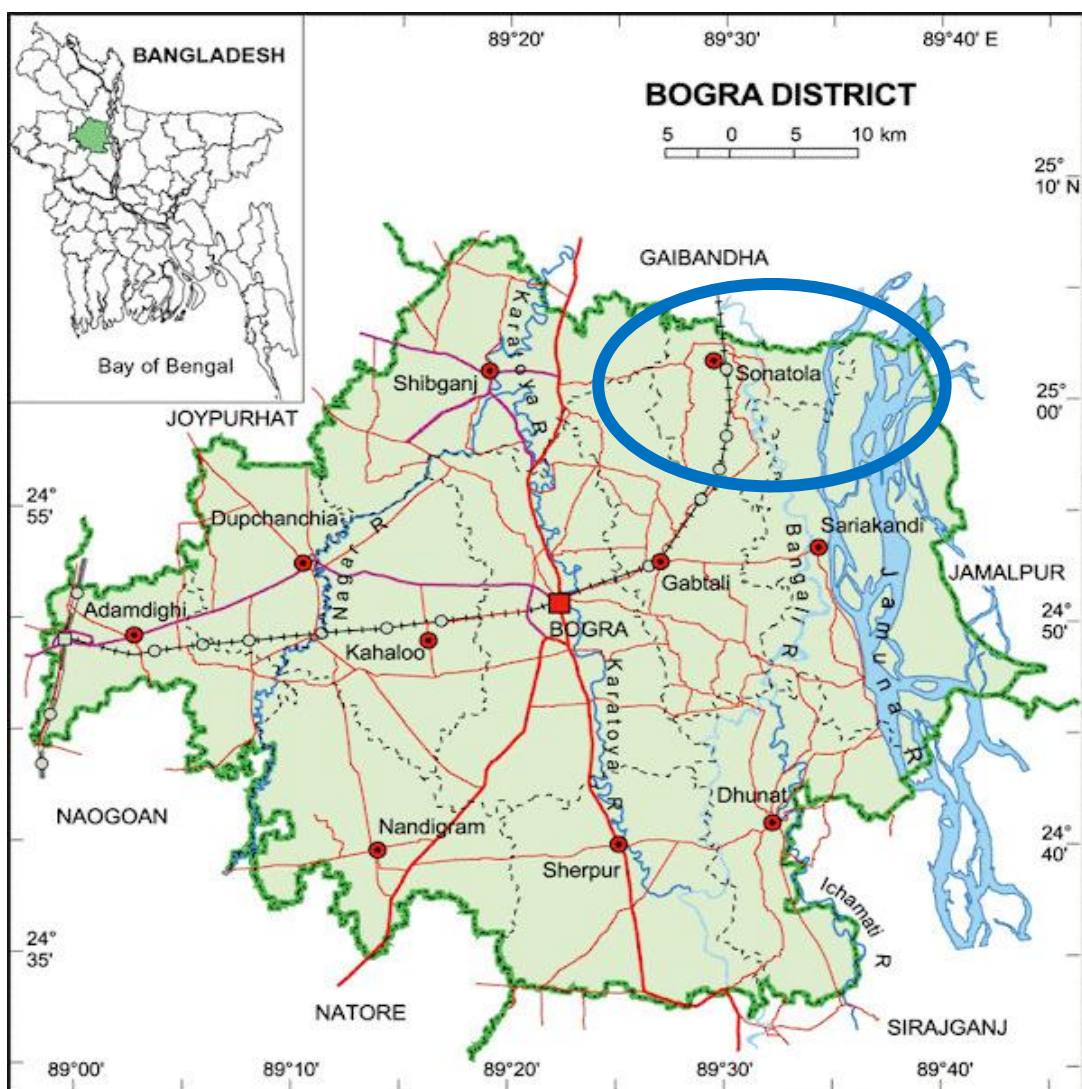 89°20'
89°30'
89°40' E
BANGLADESH
Bay of Bengal
BOGRA DISTRICT
5 0 5 10 km
25°
10' N
GAIBANDHA
Karatoya R
Sonatola
Shibganj
25°
00'
JOYPURHAT
24°
55'
Dupchanchia
Nagar R
Bangali R
Sariakandi
Gabtali
Jamuna R
JAMALPUR
Adamdighi
BOGRA
24°
50'
Kahaloo
Karatoya R
NAOGOAN
Nandigram
Dhunat
Sherpur
24°
40'
Ichamati R
24°
35'
NATORE
SIRAJGANJ
89°00'
89°10'
89°20'
89°30'
89°40'